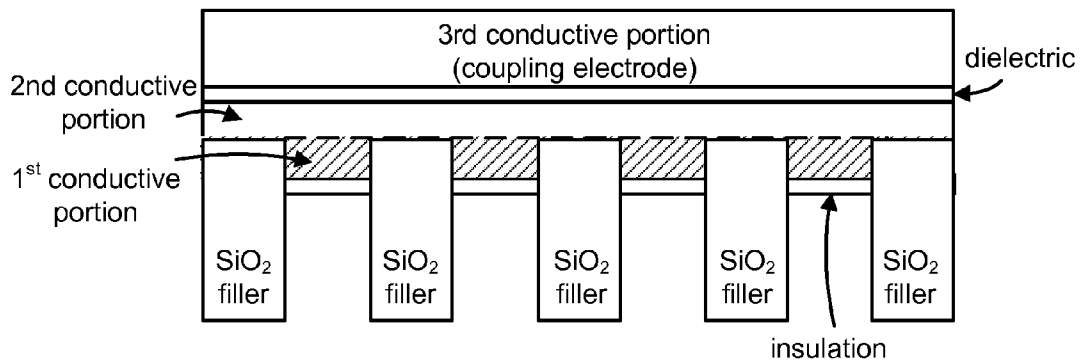 3rd conductive portion
(coupling electrode)
dielectric
2nd conductive
portion
1st conductive
portion
SiO2
filler
SiO2
filler
SiO2
filler
SiO2
filler
SiO2
filler
insulation